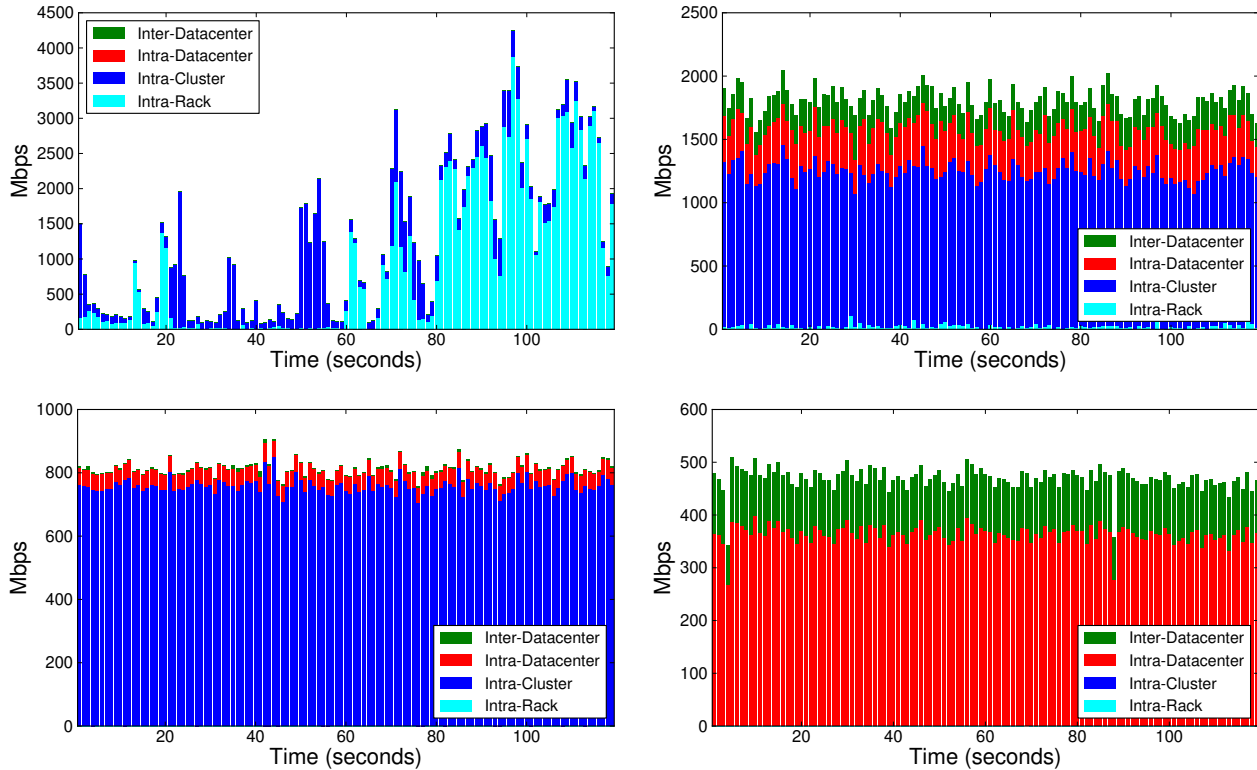 4500
4000
3500
3000
2500
2000
1500
1000
500
0
Mbps
Inter-Datacenter
Intra-Datacenter
Intra-Cluster
Intra-Rack
20 40 60 80 100
Time (seconds)
2500
2000
1500
1000
500
0
Mbps
Inter-Datacenter
Intra-Datacenter
Intra-Cluster
Intra-Rack
20 40 60 80 100
Time (seconds)
1000
800
600
400
200
0
Mbps
Inter-Datacenter
Intra-Datacenter
Intra-Cluster
Intra-Rack
20 40 60 80 100
Time (seconds)
600
500
400
300
200
100
0
Mbps
Inter-Datacenter
Intra-Datacenter
Intra-Cluster
Intra-Rack
20 40 60 80 100
Time (seconds)